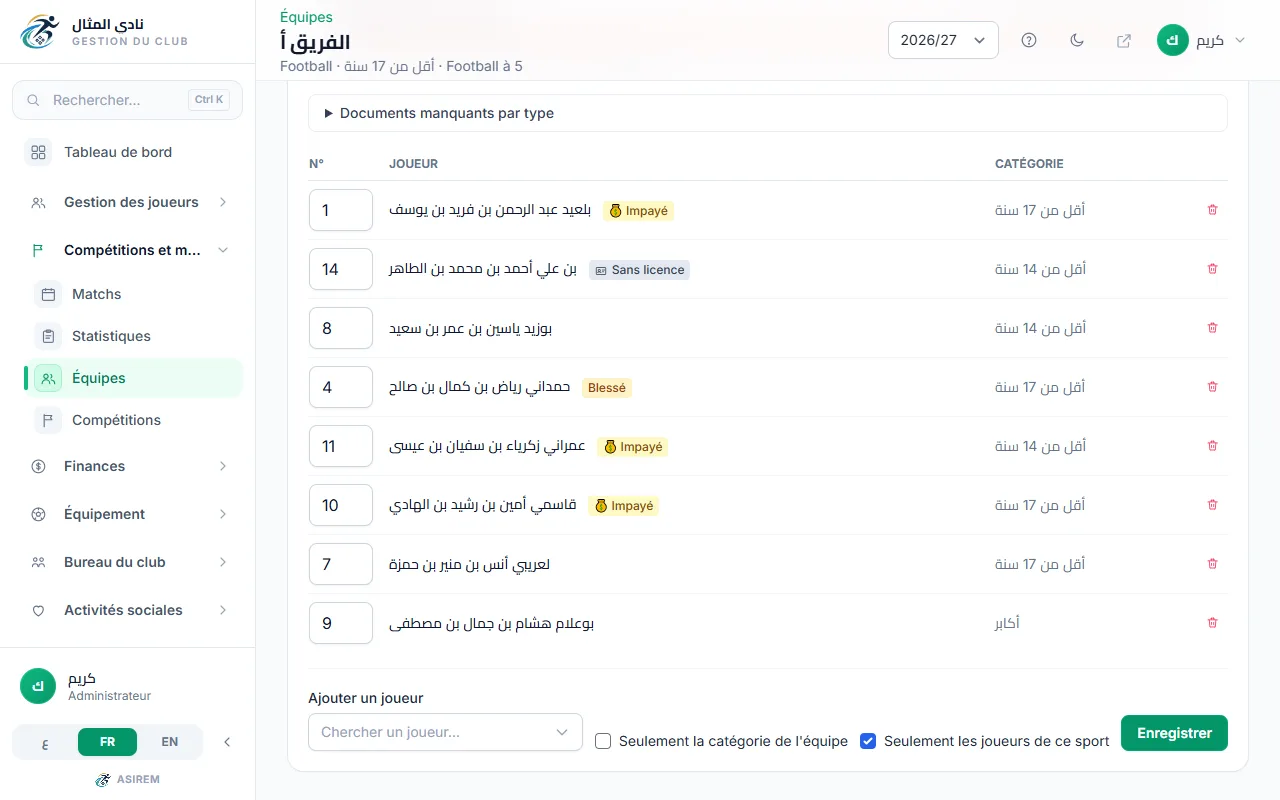 نادي المثال
GESTION DU CLUB
Rechercher...
Ctrl K
Tableau de bord
Gestion des joueurs
Compétitions et m...
Matchs
Statistiques
Équipes
Compétitions
Finances
Équipement
Bureau du club
Activités sociales
كريم
Administrateur
ع
FR
EN
ASIREM
Équipes
الفريق أ
Football · أقل من 17 سنة · Football à 5
2026/27
ك
كريم
Documents manquants par type
N°
JOUEUR
CATÉGORIE
1 بلعيد عبد الرحمن بن فريد بن يوسف Impayé أقل من 17 سنة
14 بن علي أحمد بن محمد بن الطاهر Sans licence أقل من 14 سنة
8 بوزيد ياسين بن عمر بن سعيد أقل من 14 سنة
4 حمداني رياض بن كمال بن صالح Blessé أقل من 17 سنة
11 عمراني زكرياء بن سفيان بن عيسى Impayé أقل من 14 سنة
10 قاسمي أمين بن رشيد بن الهادي Impayé أقل من 17 سنة
7 لعريبي أنس بن منير بن حمزة أقل من 17 سنة
9 بوعلام هشام بن جمال بن مصطفى أكابر
Ajouter un joueur
Chercher un joueur...
Seulement la catégorie de l'équipe
Seulement les joueurs de ce sport
Enregistrer